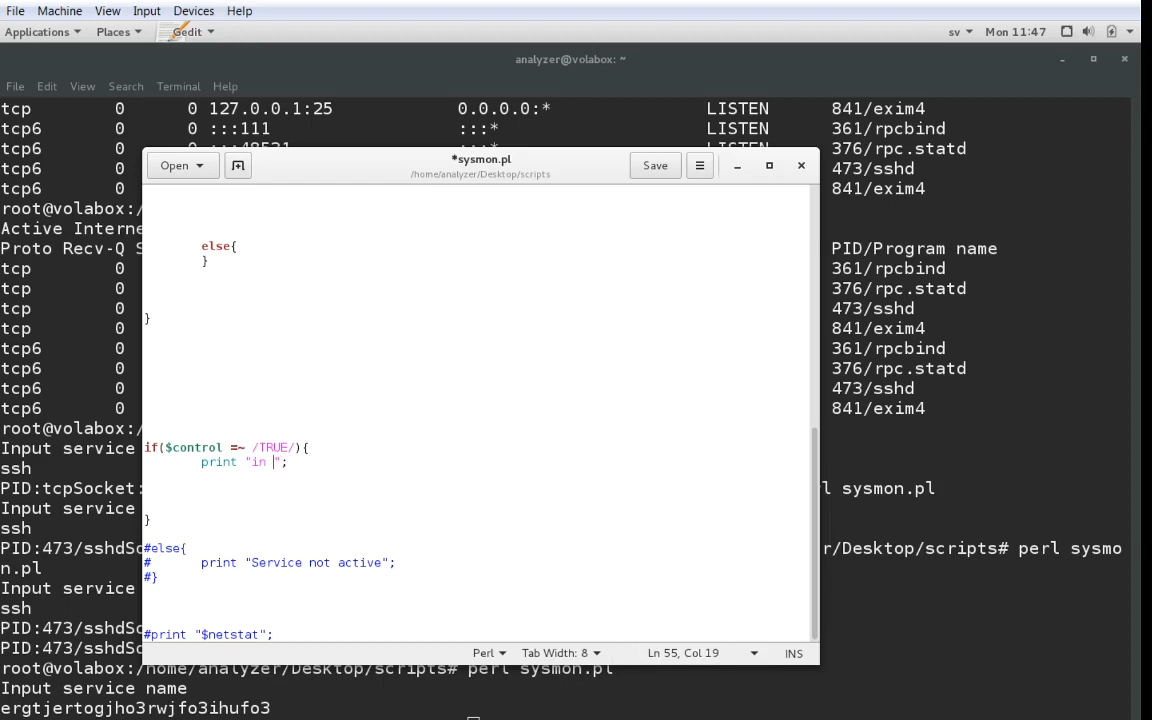 File Machine View Input Devices Help
Applications Places Gedit sv Mon 11:47
analyzer@volabox: ~
File Edit View Search Terminal Help
tcp 0 0 127.0.0.1:25 0.0.0.0:* LISTEN 841/exim4
tcp6 0 0 :::111 :::* LISTEN 361/rpcbind
tcp6 0 0 :::48531 :::* LISTEN 376/rpc.statd
tcp6 0 473/sshd
tcp6 0 841/exim4
root@volabox:/
Active Interne
Proto Recv-Q S PID/Program name
tcp 0 361/rpcbind
tcp 0 376/rpc.statd
tcp 0 473/sshd
tcp 0 841/exim4
tcp6 0 361/rpcbind
tcp6 0 376/rpc.statd
tcp6 0 473/sshd
tcp6 0 841/exim4
root@volabox:/
Input service
ssh
PID:tcpSocket: l sysmon.pl
Input service
ssh
PID:473/sshdSo r/Desktop/scripts# perl sysmo
n.pl
Input service
ssh
PID:473/sshdSo
PID:473/sshdSo
root@volabox:/home/analyzer/Desktop/scripts# perl sysmon.pl
Input service name
ergtjertogjho3rwjfo3ihufo3
Open *sysmon.pl Save
/home/analyzer/Desktop/scripts
else{
}
}
if($control =~ /TRUE/){
print "in ";
}
#else{
# print "Service not active";
#}
#print "$netstat";
Perl Tab Width: 8 Ln 55, Col 19 INS